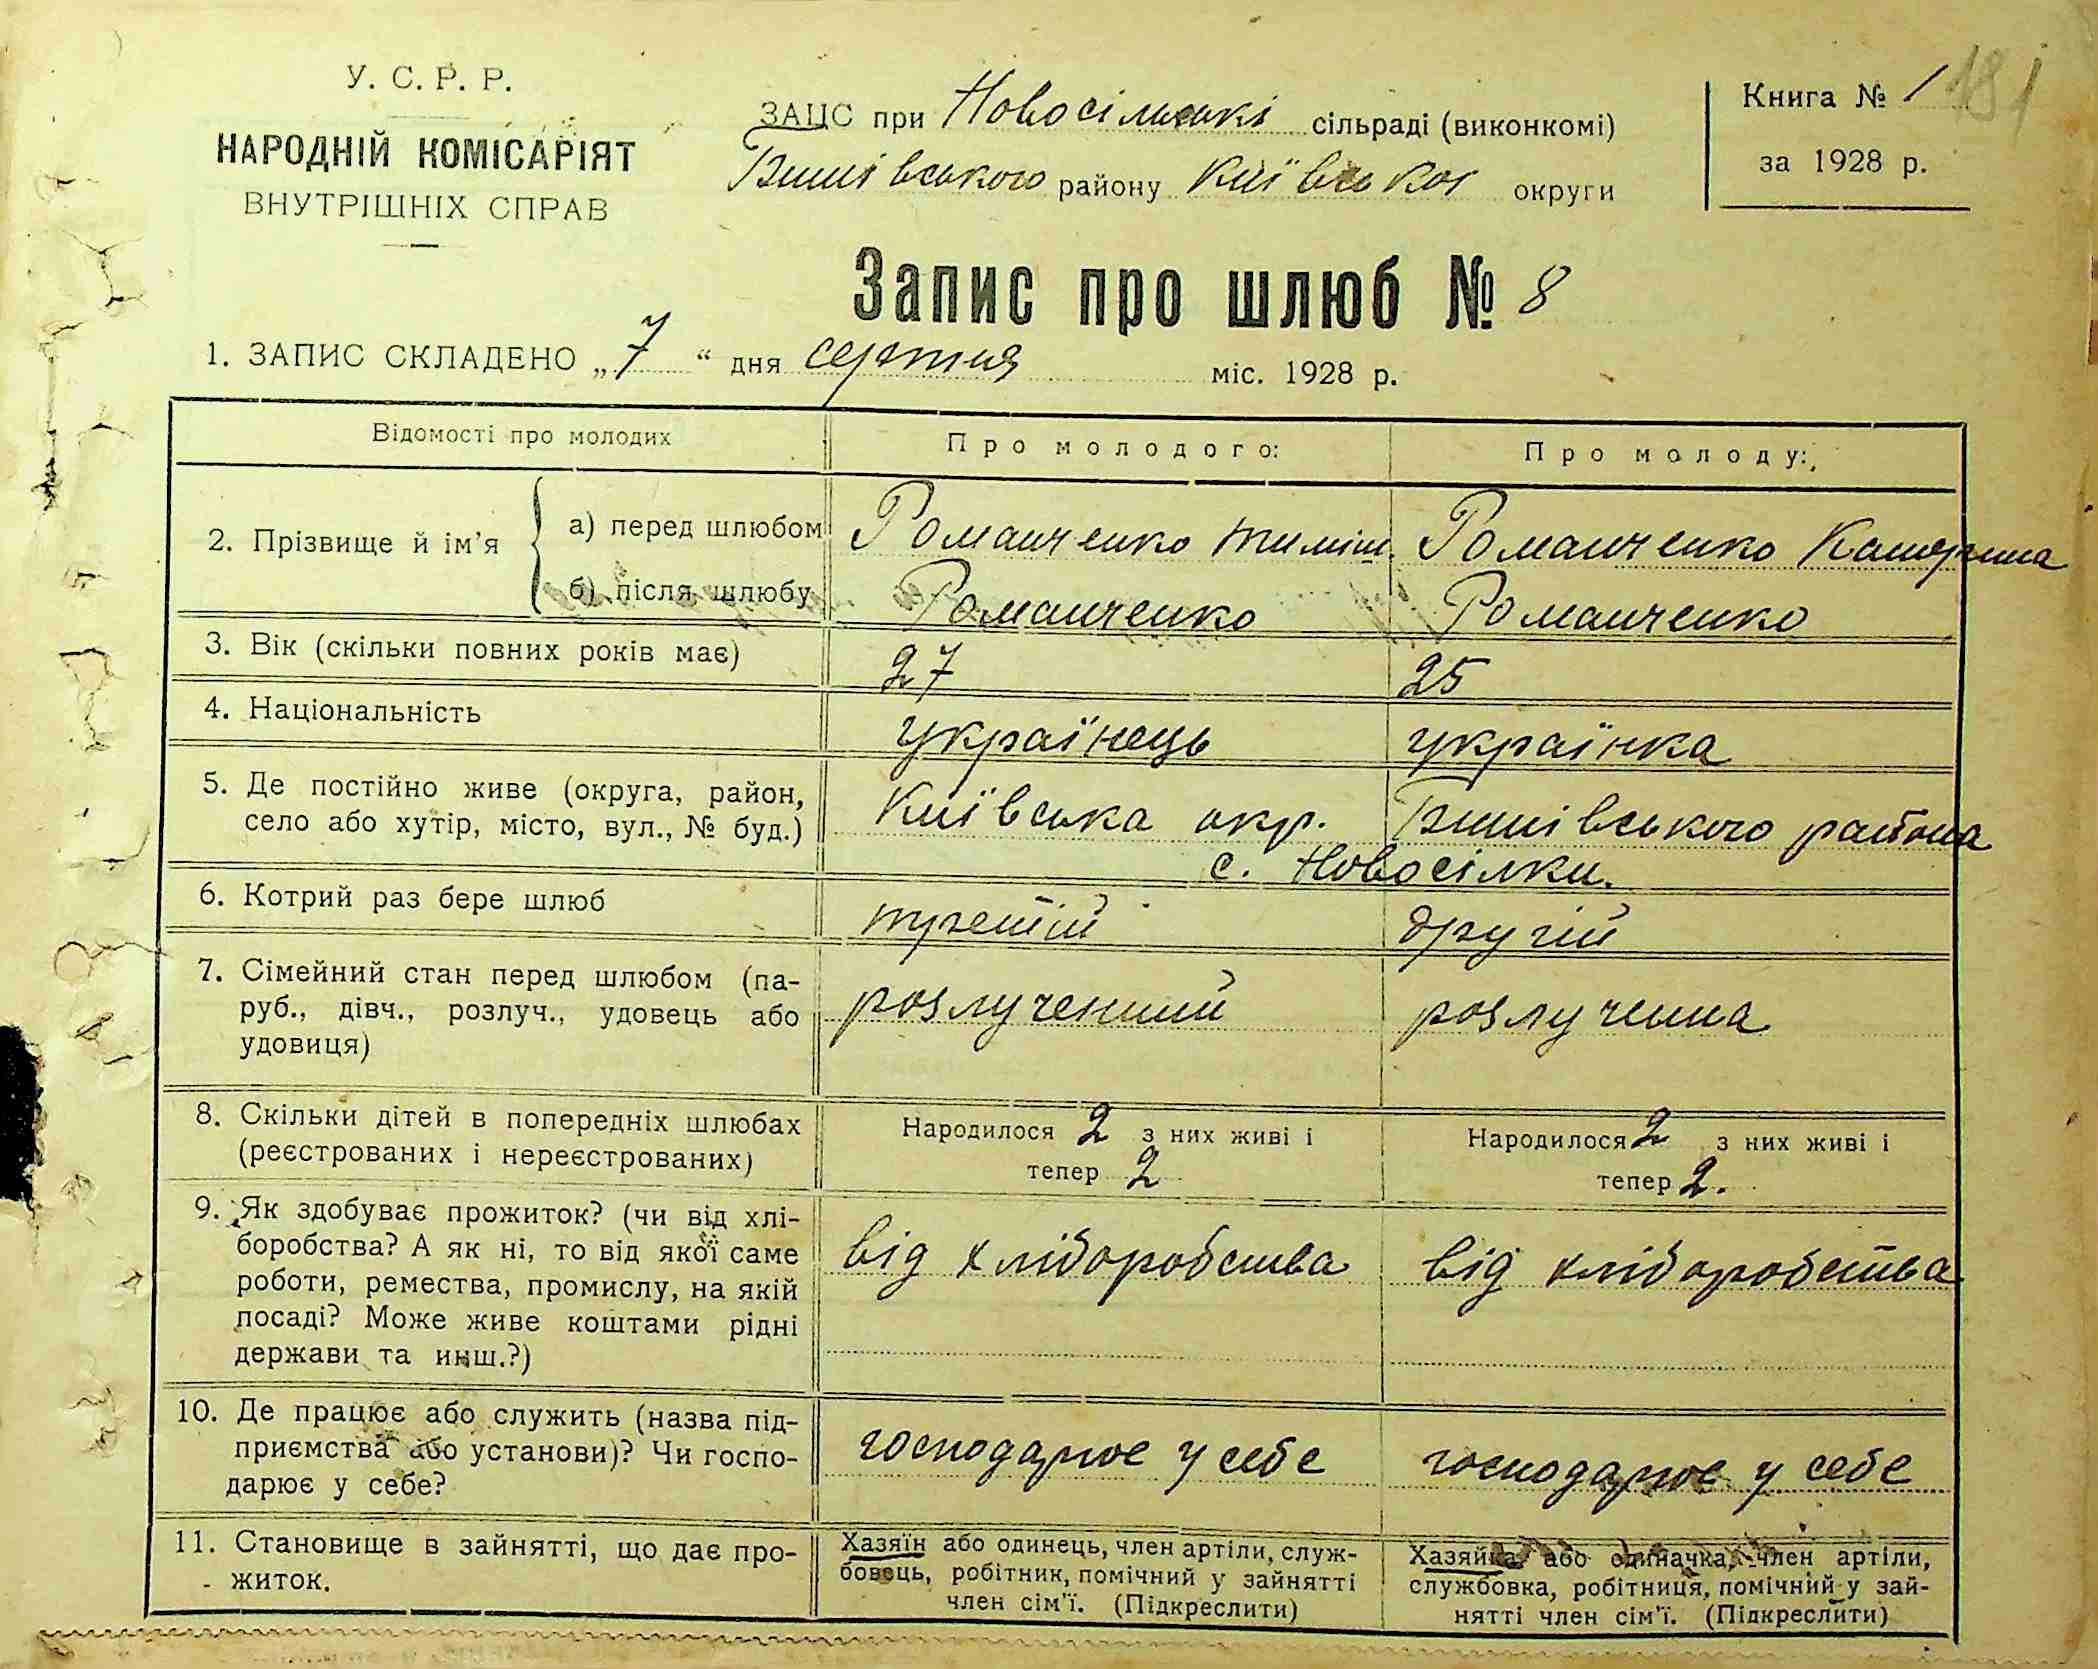 У. С. Р. Р.
НАРОДНІЙ КОМІСАРІЯТ
ВНУТРІШНІХ СПРАВ
ЗАЦС при Новосільській сільраді (виконкомі)
району Київської округи
Книга № 1
181
за 1928 р.
Запис про шлюб № 8
1. ЗАПИС СКЛАДЕНО „ 7 “ дня серпня міс. 1928 р.
Відомості про молодих
Про молодого:
Про молоду:
2. Прізвище й ім'я
а) перед шлюбом
Романченко Тиміш.
Романченко Катерина
б) після шлюбу
Романченко
Романченко
3. Вік (скільки повних років має)
27
25
4. Національність
українець
українка
5. Де постійно живе (округа, район,
село або хутір, місто, вул., № буд.)
Київська окр.
района
с. Новосілки.
6. Котрий раз бере шлюб
третій
другій
7. Сімейний стан перед шлюбом (па-
руб., дівч., розлуч., удовець або
удовиця)
розлученний
розлученна
8. Скільки дітей в попередніх шлюбах
(реєстрованих і нереєстрованих)
Народилося 2 з них живі і
тепер 2
Народилося 2 з них живі і
тепер 2.
9. Як здобуває прожиток? (чи від хлі-
боробства? А як ні, то від якої саме
роботи, ремества, промислу, на якій
посаді? Може живе коштами рідні
держави та инш.?)
від хліборобства
від хліборобства
10. Де працює або служить (назва під-
приємства або установи)? Чи госпо-
дарює у себе?
господарює у себе
господарює у себе
11. Становище в зайнятті, що дає про-
житок.
Хазяїн або одинець, член артіли, служ-
бовець, робітник, помічний у зайнятті
член сім'ї. (Підкреслити)
Хазяйка або одиначка, член артіли,
службовка, робітниця, помічний у зай-
нятті член сім'ї. (Підкреслити)